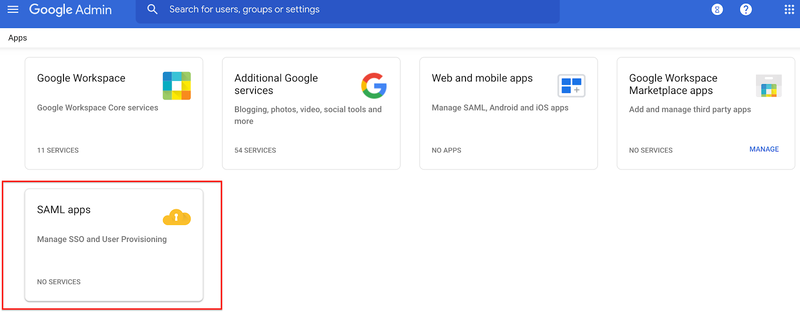 Google Admin
Search for users, groups or settings
Apps
Google Workspace
Google Workspace Core services
11 SERVICES
Additional Google
services
Blogging, photos, video, social tools and
more
54 SERVICES
Web and mobile apps
Manage SAML, Android and iOS apps
NO APPS
Google Workspace
Marketplace apps
Add and manage third party apps
NO SERVICES
MANAGE
SAML apps
Manage SSO and User Provisioning
NO SERVICES